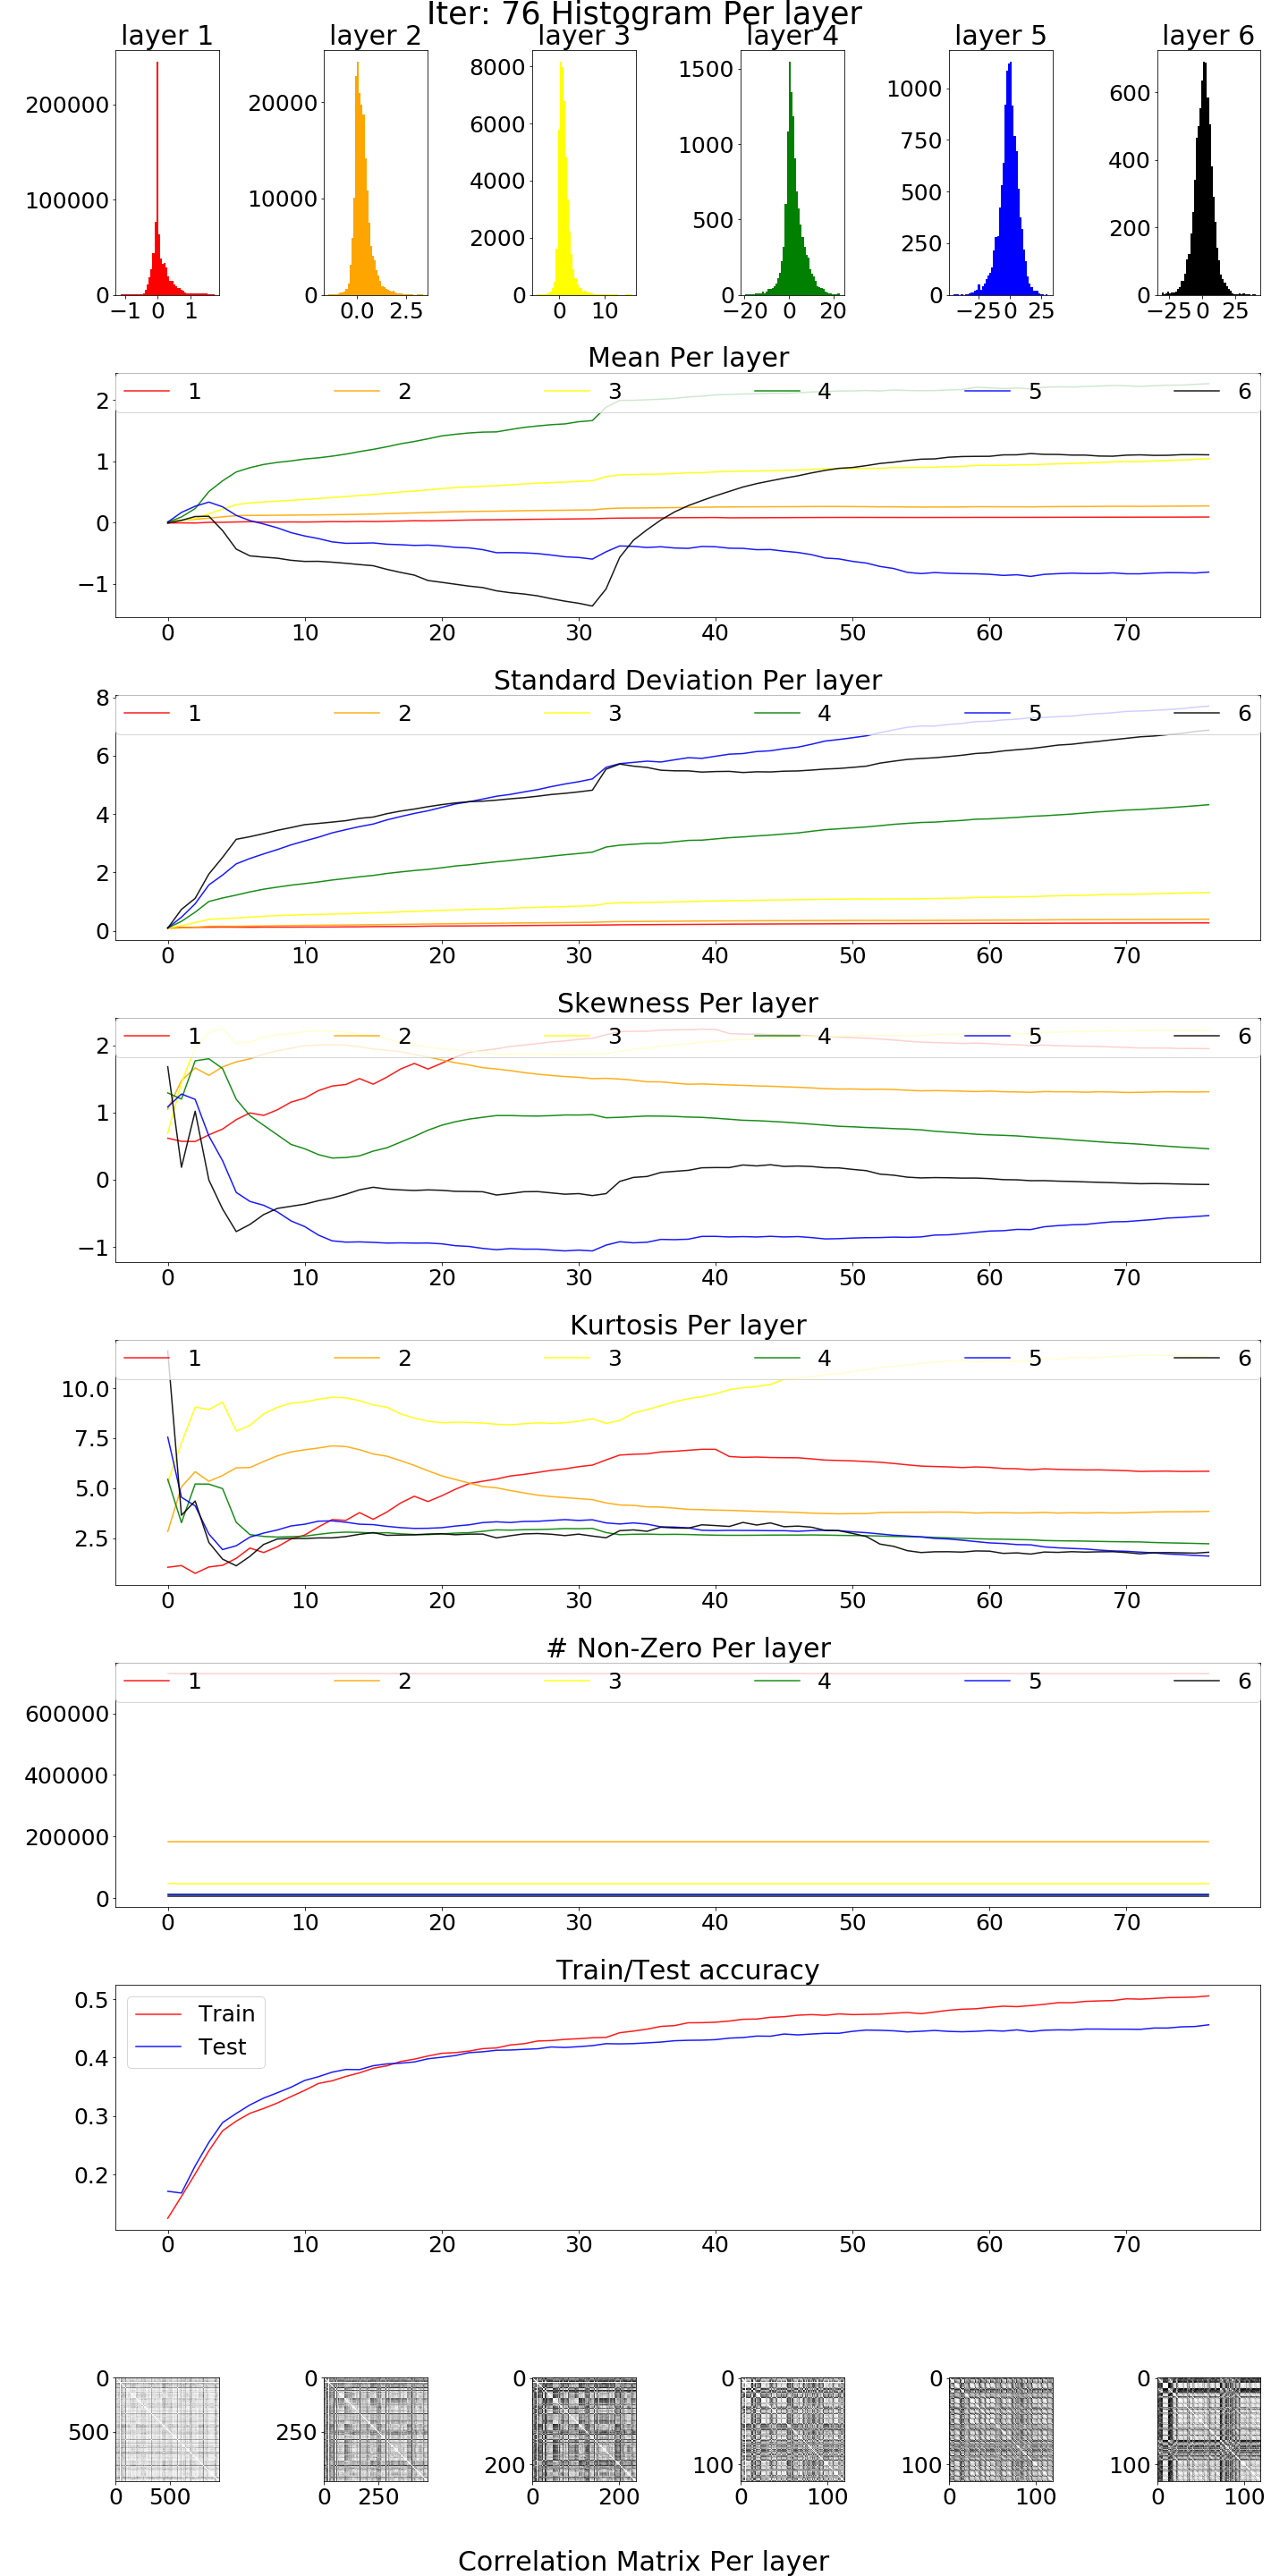 Iter: 76 Histogram Per layer
layer 1 layer 2 layer 3 layer 4 layer 5 layer 6
200000 100000 0 −1 0 1
20000 10000 0 0.0 2.5
8000 6000 4000 2000 0 0 10
1500 1000 500 0 −20 0 20
1000 750 500 250 0 −25 0 25
600 400 200 0 −25 0 25
Mean Per layer
1 2 3 4 5 6
2
1
0
−1
0 10 20 30 40 50 60 70
Standard Deviation Per layer
8
1 2 3 4 5 6
6
4
2
0
0 10 20 30 40 50 60 70
Skewness Per layer
1 2 3 4 5 6
2
1
0
−1
0 10 20 30 40 50 60 70
Kurtosis Per layer
1 2 3 4 5 6
10.0
7.5
5.0
2.5
0 10 20 30 40 50 60 70
# Non-Zero Per layer
1 2 3 4 5 6
600000
400000
200000
0
0 10 20 30 40 50 60 70
Train/Test accuracy
0.5
Train
Test
0.4
0.3
0.2
0 10 20 30 40 50 60 70
0 500 0 500
0 250 0 250
0 200 0 200
0 100 0 100
0 100 0 100
0 100 0 100
Correlation Matrix Per layer